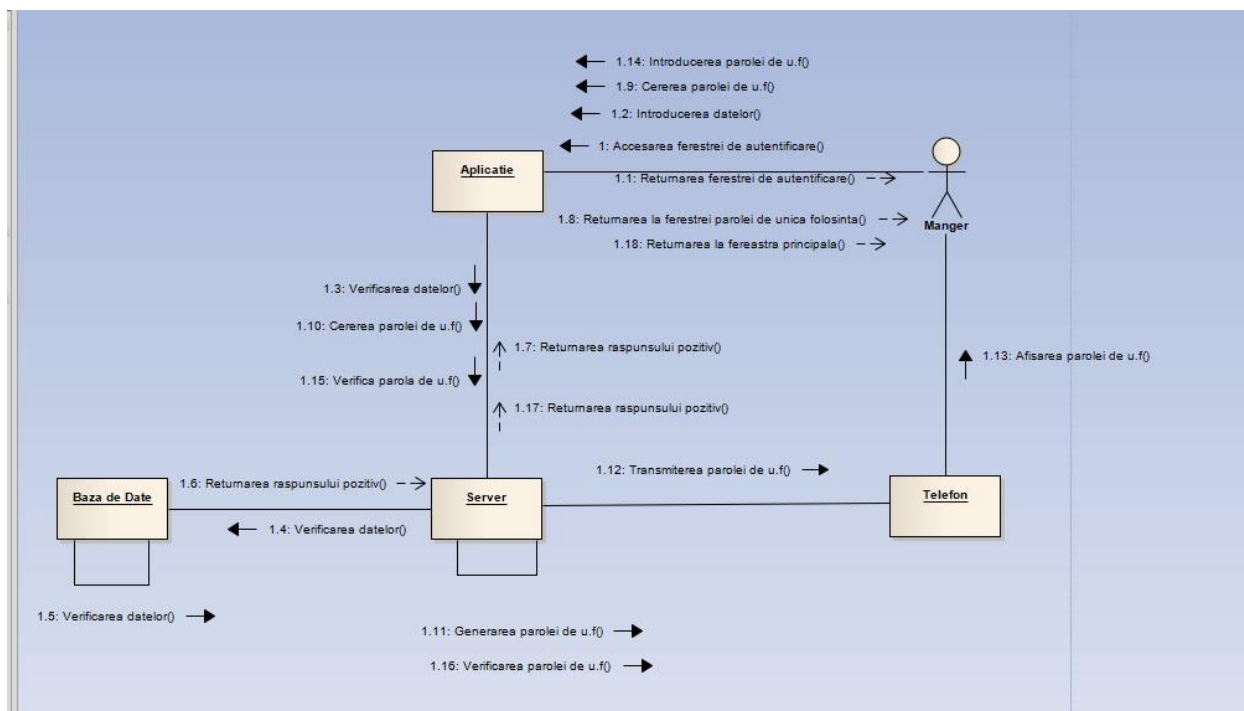 1.14: Introducerea parolei de u.f()
1.9: Cererea parolei de u.f()
1.2: Introducerea datelor()
1: Accesarea ferestrei de autentificare()
Aplicatie
1.1: Returnarea ferestrei de autentificare()
1.8: Returnarea la ferestrei parolei de unica folosinta()
Manger
1.18: Returnarea la fereastra principala()
1.3: Verificarea datelor()
1.10: Cererea parolei de u.f()
1.7: Returnarea raspunsului pozitiv()
1.13: Afisarea parolei de u.f()
1.15: Verifica parola de u.f()
1.17: Returnarea raspunsului pozitiv()
1.12: Transmiterea parolei de u.f()
1.6: Returnarea raspunsului pozitiv()
Baza de Date
Server
Telefon
1.4: Verificarea datelor()
1.5: Verificarea datelor()
1.11: Generarea parolei de u.f()
1.16: Verificarea parolei de u.f()